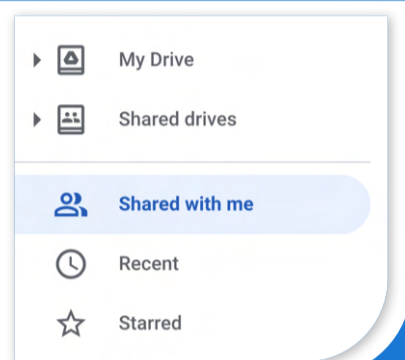 My Drive
Shared drives
Shared with me
Recent
Starred